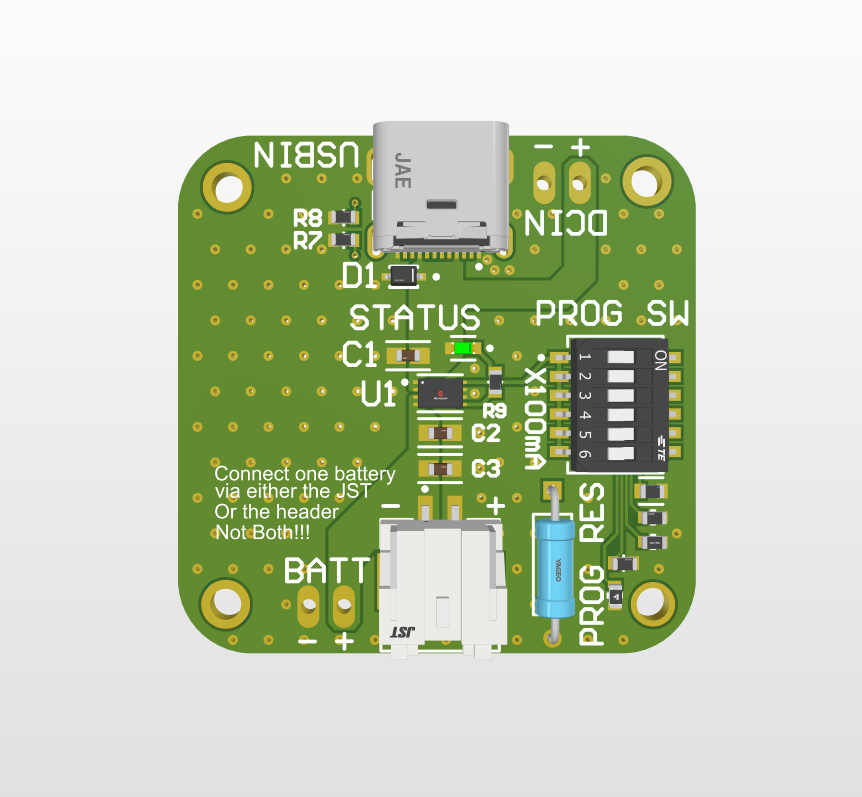 USBIN
JAE
- +
DCIN
R8
R7
D1
STATUS
PROG SW
C1
U1
R9
X100mA
ON
1
2
3
4
5
6
TE
C2
C3
Connect one battery
via either the JST
Or the header
Not Both!!!
- +
BATT
- +
JST
YAGEO
PROG RES